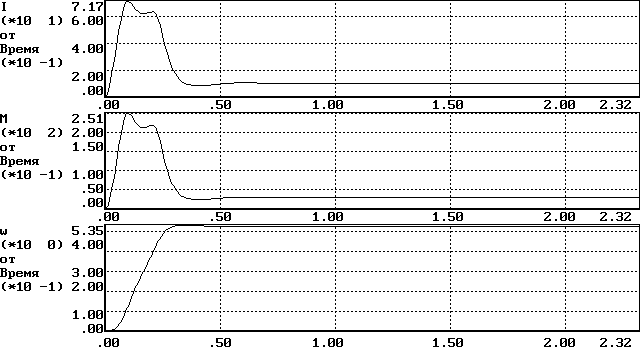 I 7.17
(*10 1) 6.00
от
Время 4.00
(*10 -1)
2.00
.00
.00 .50 1.00 1.50 2.00 2.32
M 2.51
(*10 2) 2.00
от 1.50
Время
(*10 -1) 1.00
.50
.00
.00 .50 1.00 1.50 2.00 2.32
w 5.35
(*10 0) 4.00
от
Время 3.00
(*10 -1) 2.00
1.00
.00 .50 1.00 1.50 2.00 2.32